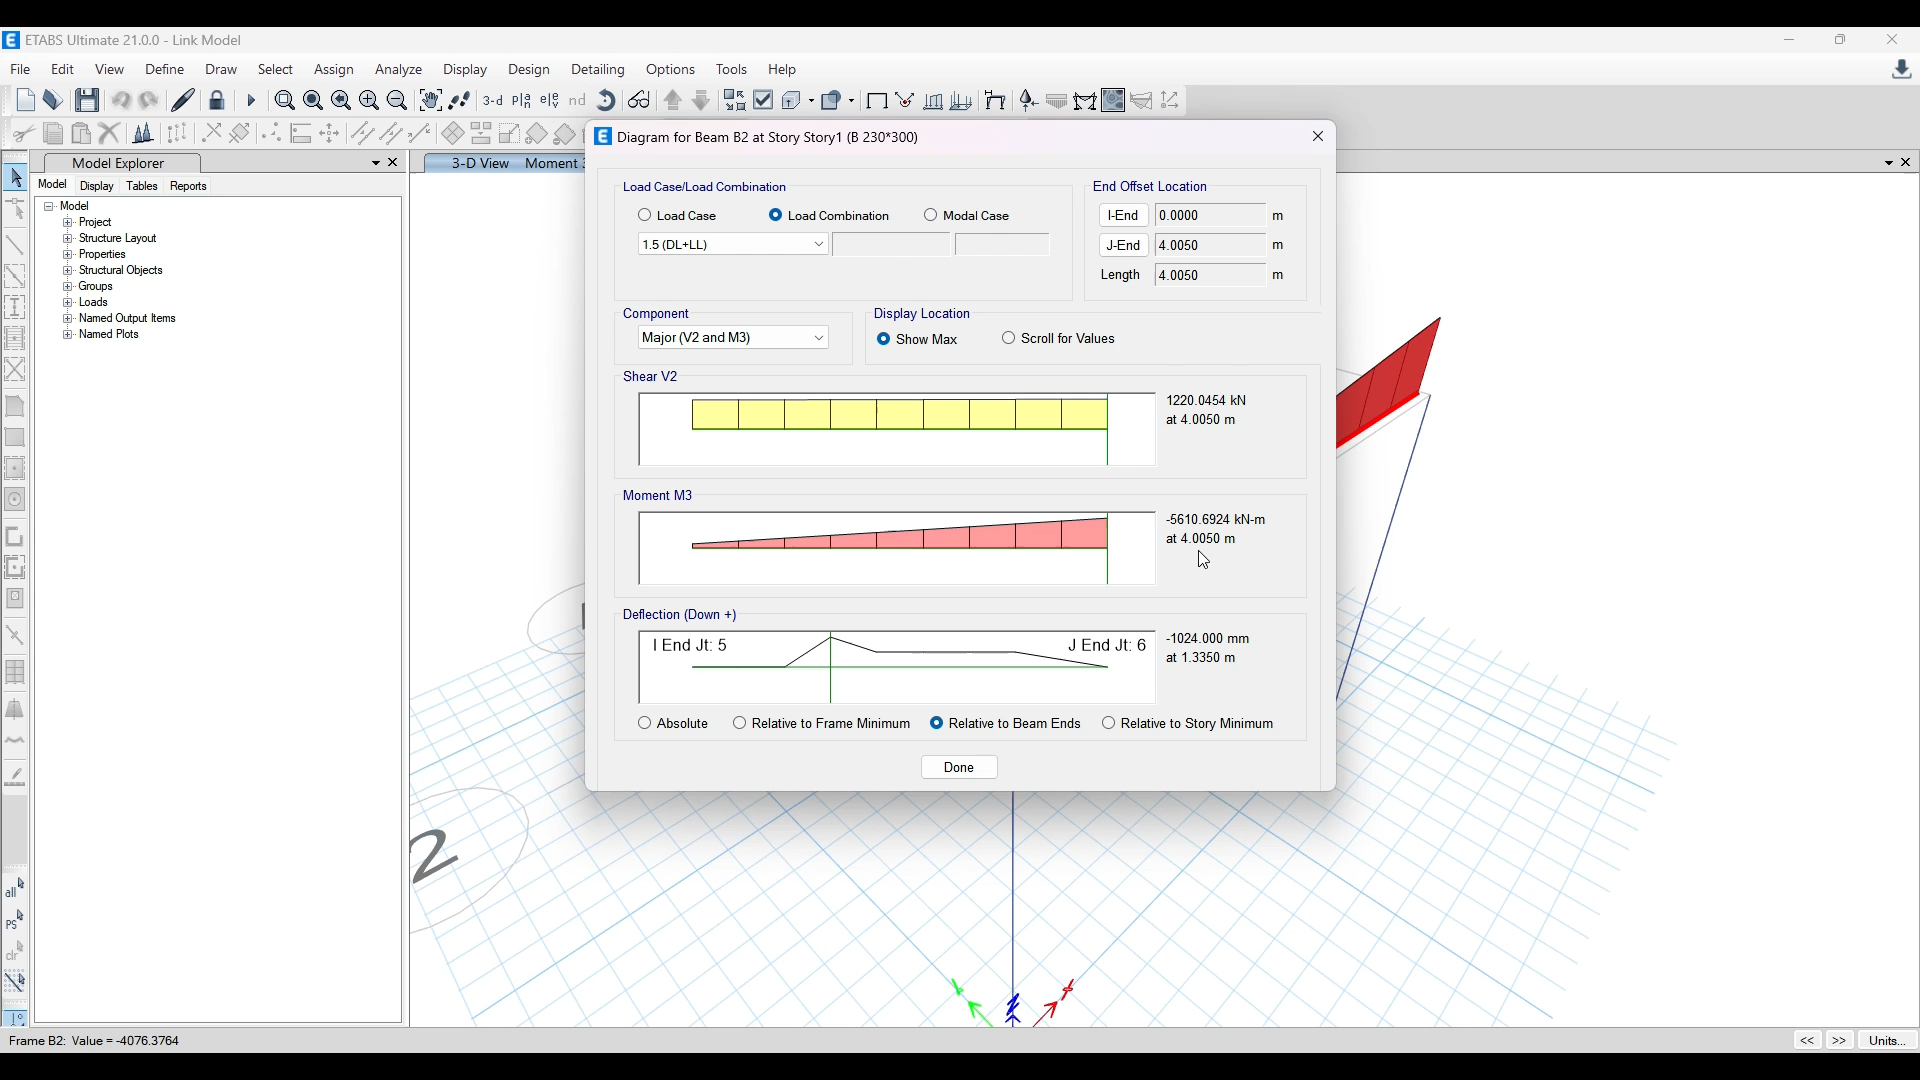 ETABS Ultimate 21.0.0 - Link Model
File Edit View Define Draw Select Assign Analyze Display Design Detailing Options Tools Help
3-d
nd
Model Explorer
3-D View Moment 3
Model Display Tables Reports
Model
Project
Structure Layout
Properties
Structural Objects
Groups
Loads
Named Output Items
Named Plots
all
PS
clr
Diagram for Beam B2 at Story Story1 (B 230*300)
Load Case/Load Combination
Load Case Load Combination Modal Case
1.5 (DL+LL)
End Offset Location
I-End 0.0000 m
J-End 4.0050 m
Length 4.0050 m
Component
Major (V2 and M3)
Display Location
Show Max Scroll for Values
Shear V2
1220.0454 kN
at 4.0050 m
Moment M3
-5610.6924 kN-m
at 4.0050 m
Deflection (Down +)
I End Jt: 5 J End Jt: 6
-1024.000 mm
at 1.3350 m
Absolute Relative to Frame Minimum Relative to Beam Ends Relative to Story Minimum
Done
2
Frame B2: Value = -4076.3764
<< >> Units...